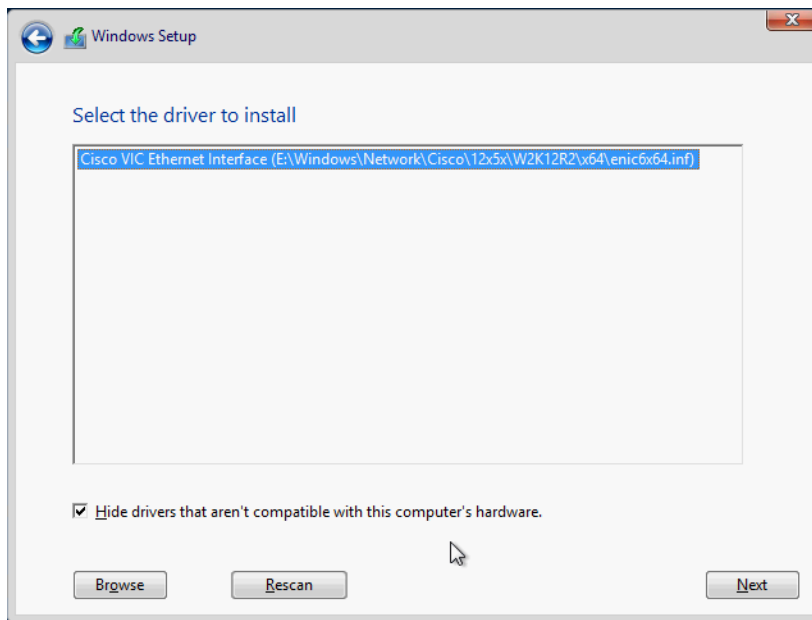 Windows Setup
Select the driver to install
Cisco VIC Ethernet Interface (E:\Windows\Network\Cisco\12x5x\W2K12R2\x64\enic6x64.inf)
Hide drivers that aren't compatible with this computer's hardware.
Browse Rescan Next